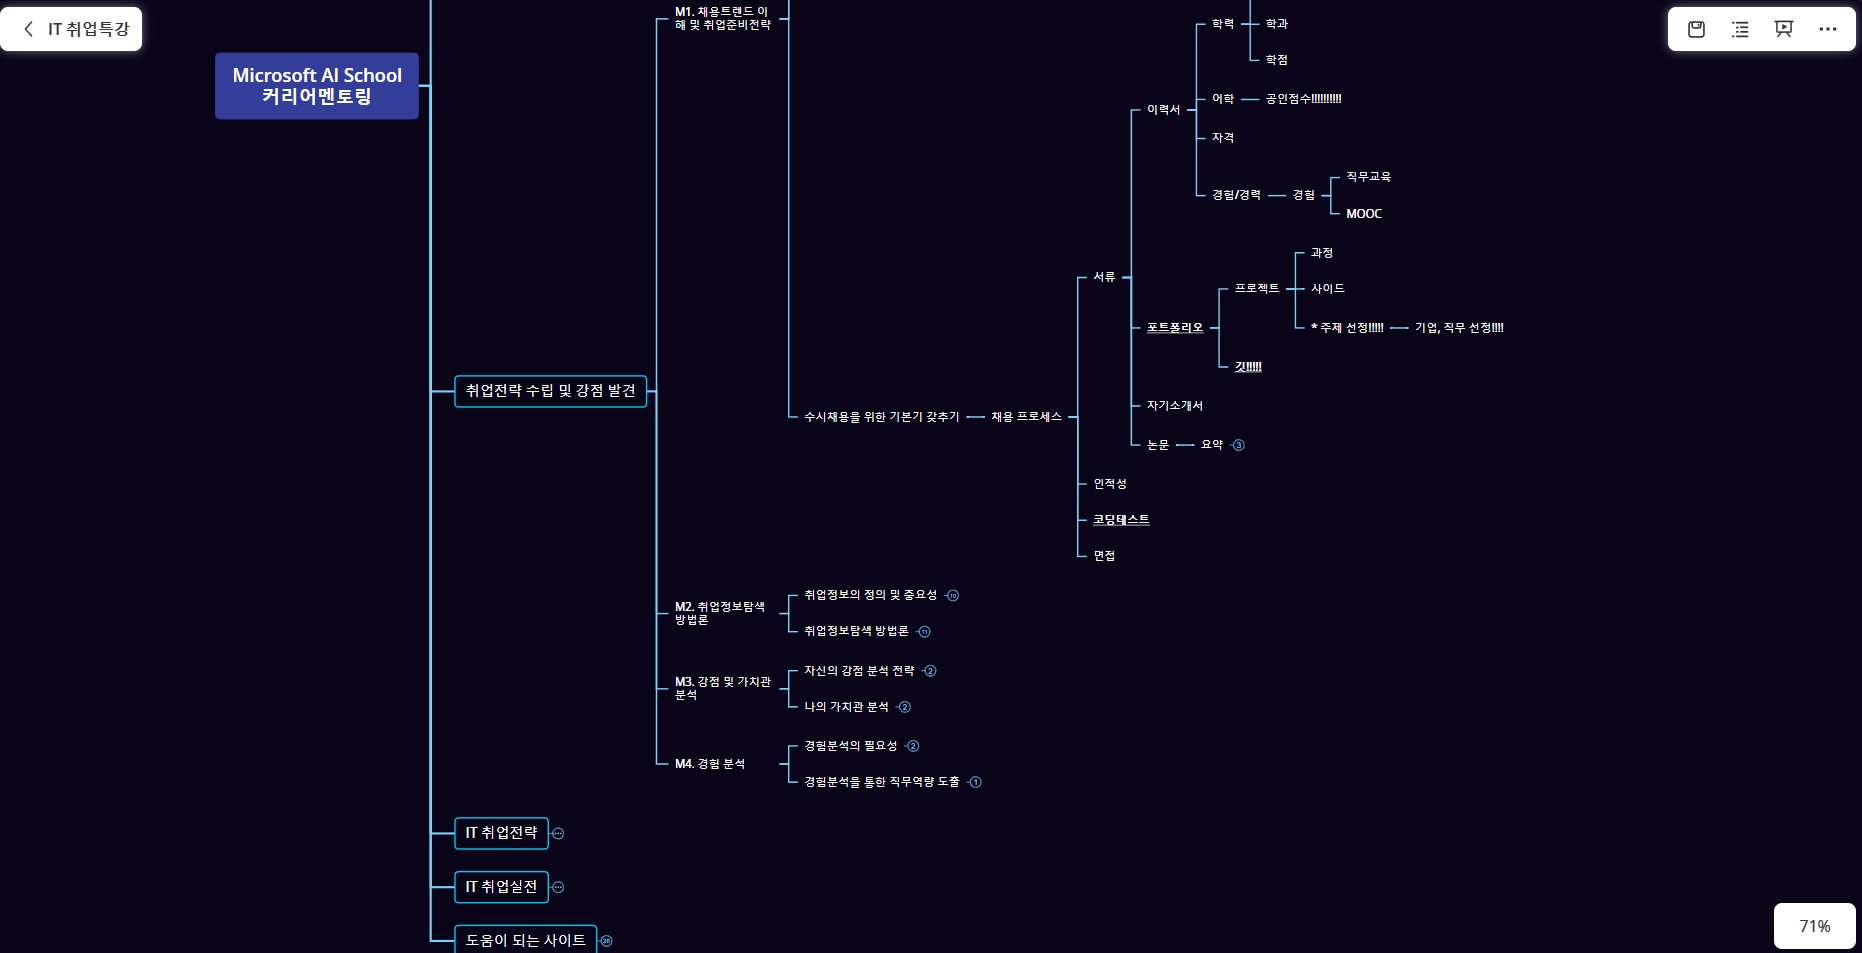 IT 취업특강
Microsoft AI School
커리어멘토링
취업전략 수립 및 강점 발견
M1. 채용트렌드 이
해 및 취업준비전략
수시채용을 위한 기본기 갖추기
채용 프로세스
서류
이력서
학력
학과
학점
어학
공인점수!!!!!!!!!!
자격
경험/경력
경험
직무교육
MOOC
포트폴리오
프로젝트
과정
사이드
* 주제 선정!!!!!
기업, 직무 선정!!!!
깃!!!!!
자기소개서
논문
요약
3
인적성
코딩테스트
면접
M2. 취업정보탐색
방법론
취업정보의 정의 및 중요성
10
취업정보탐색 방법론
11
M3. 강점 및 가치관
분석
자신의 강점 분석 전략
2
나의 가치관 분석
2
M4. 경험 분석
경험분석의 필요성
2
경험분석을 통한 직무역량 도출
1
IT 취업전략
IT 취업실전
도움이 되는 사이트
26
71%